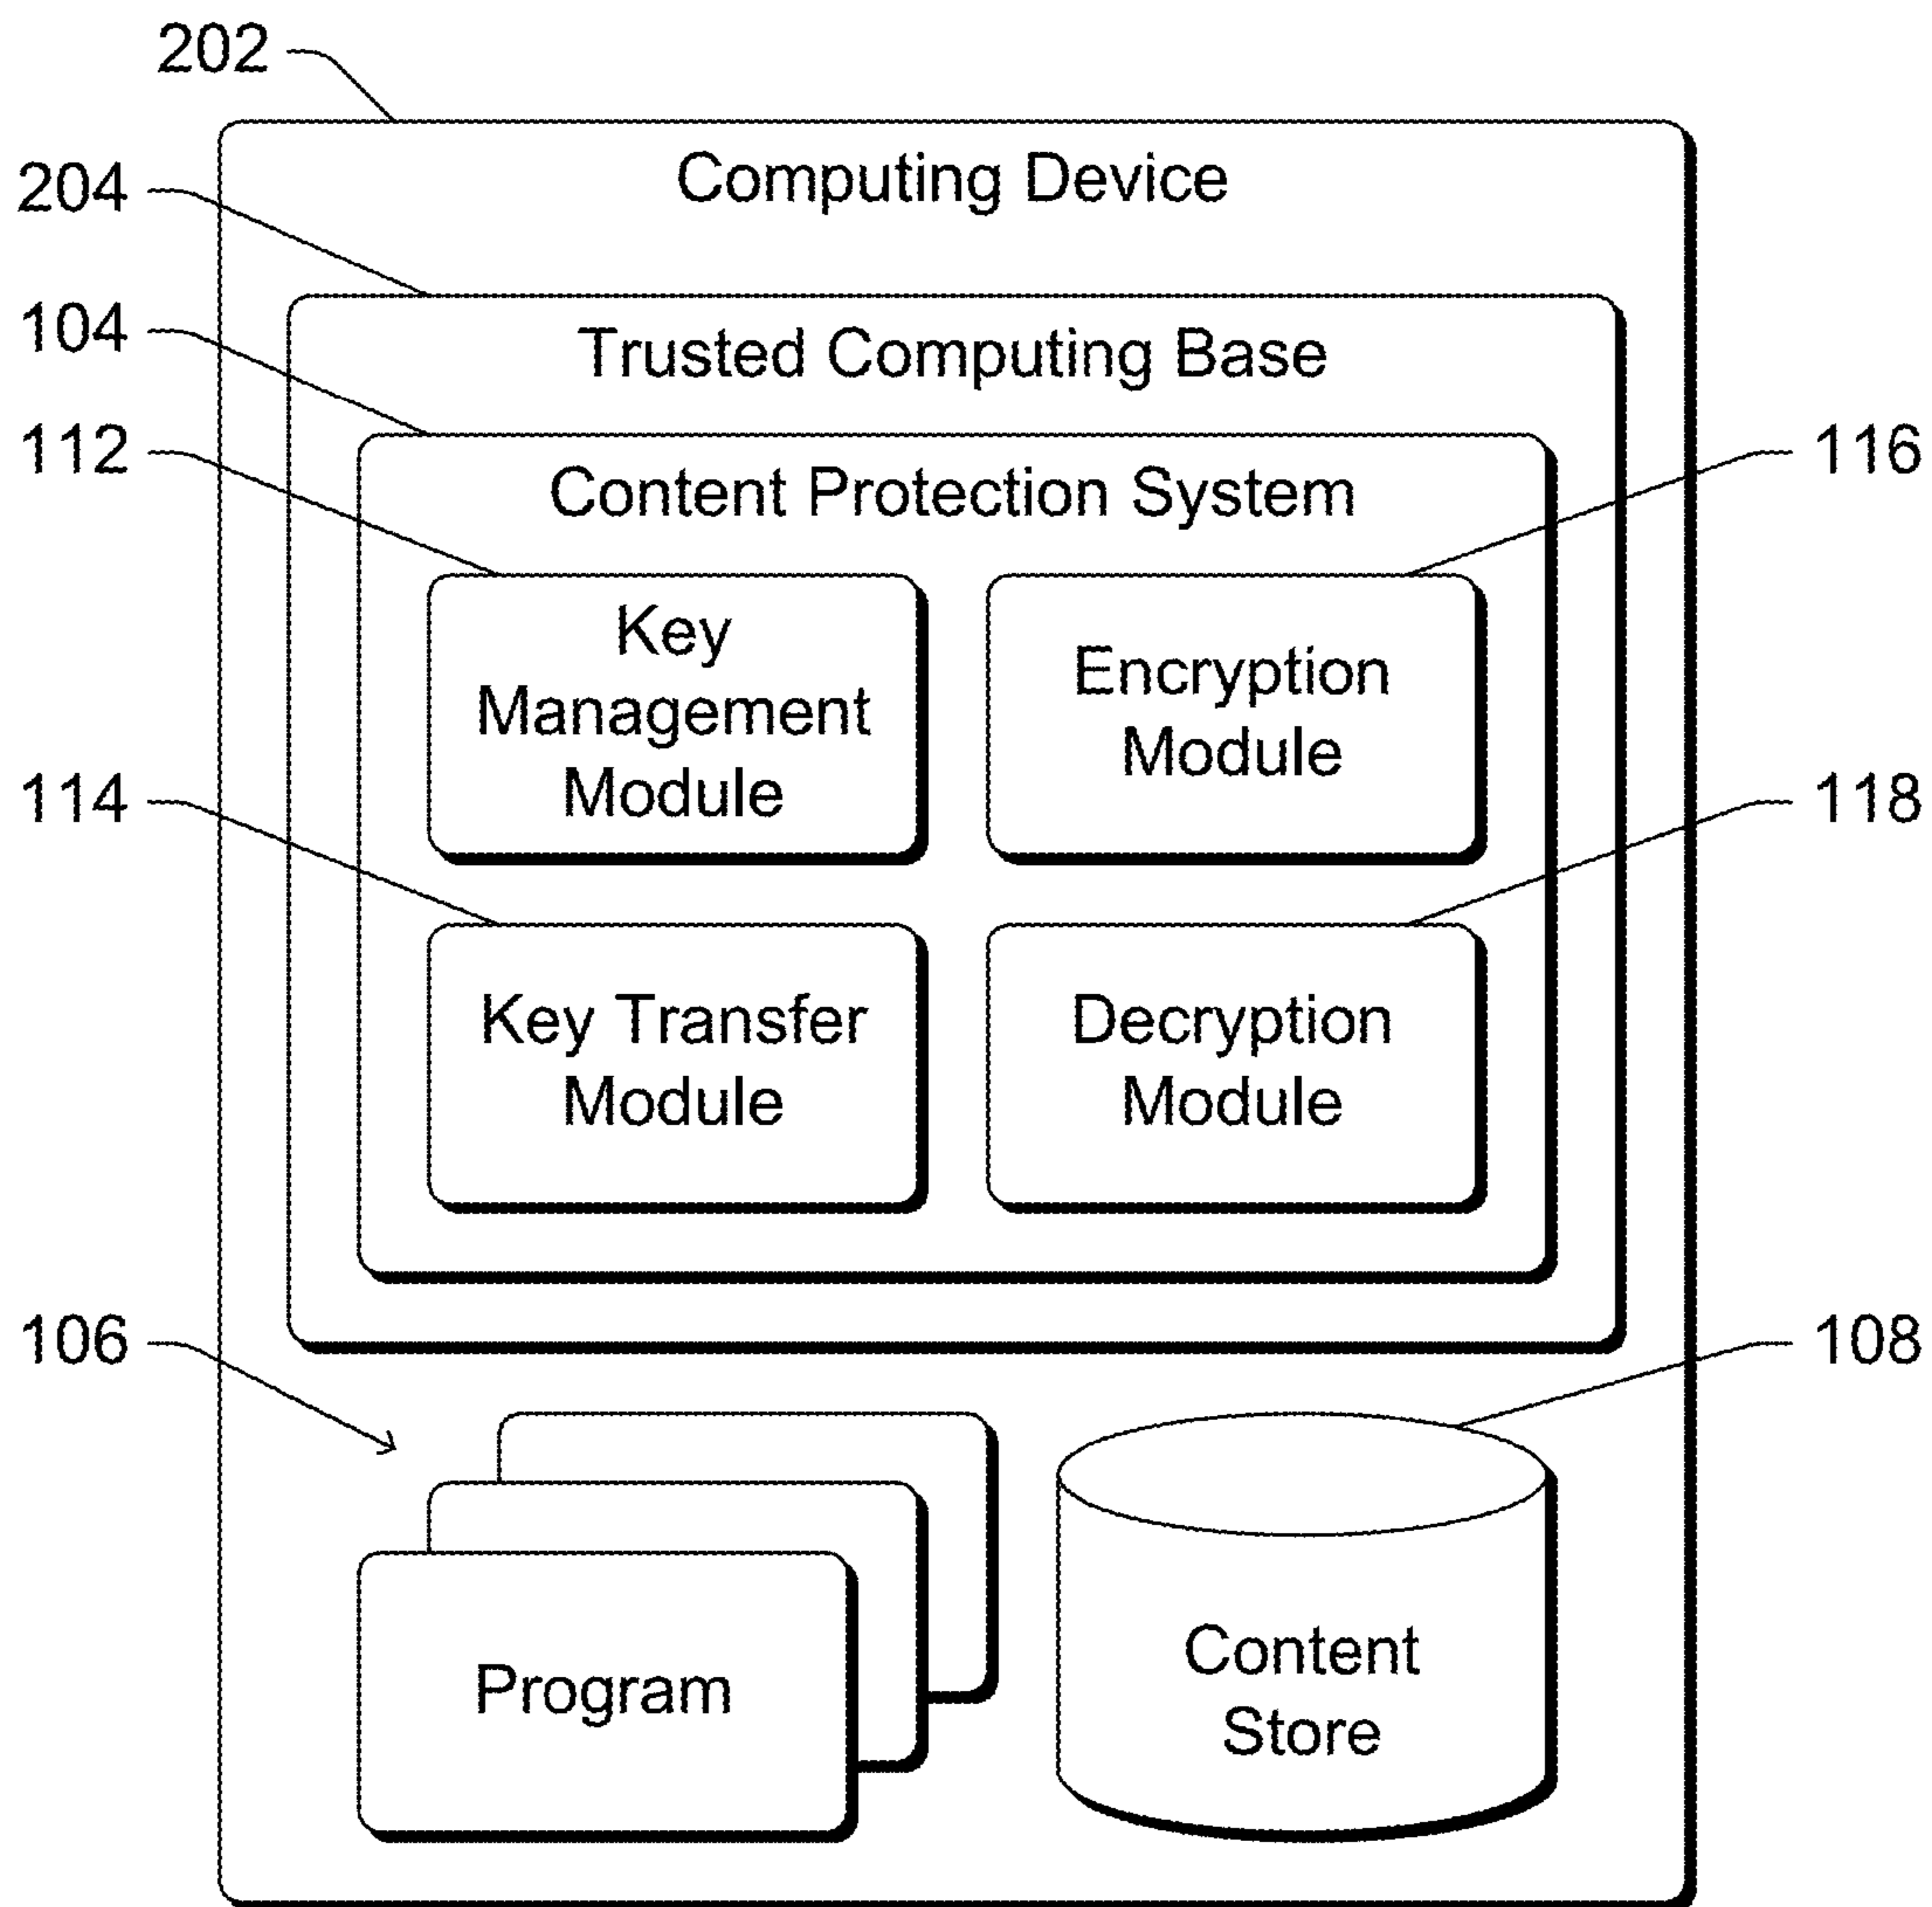 202
Computing Device
204
Trusted Computing Base
104
Content Protection System
112
116
Key
Management
Module
Encryption
Module
114
118
Key Transfer
Module
Decryption
Module
106
108
Program
Content
Store